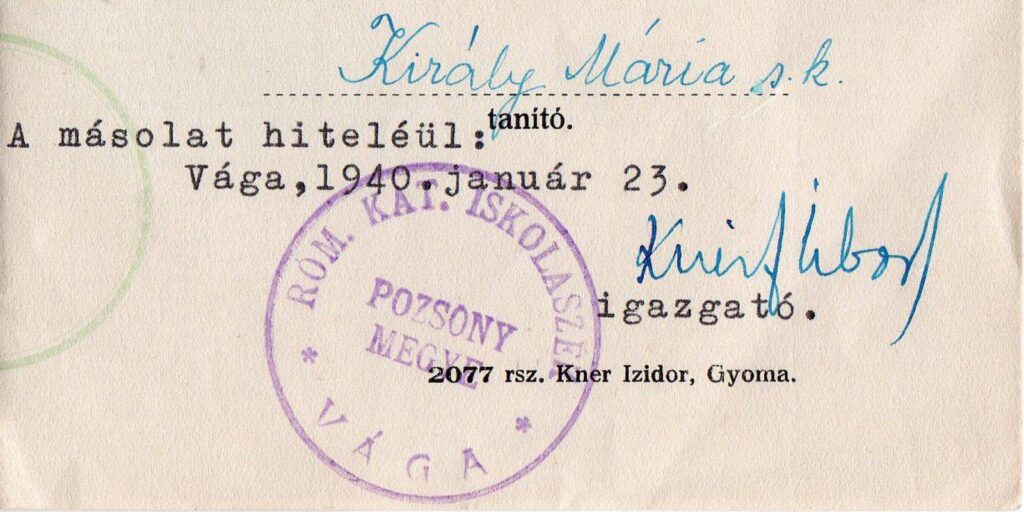 Király Mária s.k.
tanító.
A másolat hiteléül:
Vága,1940.január 23.
igazgató.
RÓM. KAT. ISKOLASZÉK
POZSONY
MEGYE
* VÁGA *
2077 rsz. Kner Izidor, Gyoma.